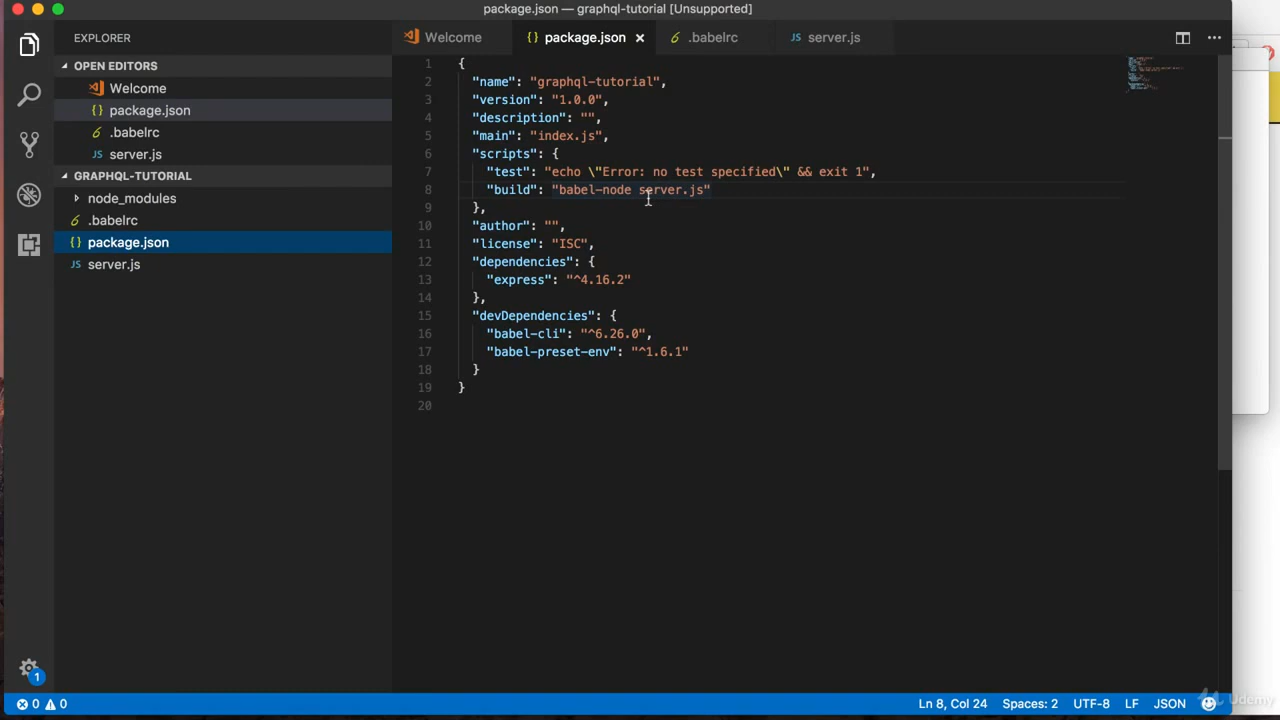 package.json — graphql-tutorial [Unsupported]
EXPLORER
OPEN EDITORS
Welcome
{} package.json
.babelrc
JS server.js
GRAPHQL-TUTORIAL
node_modules
.babelrc
{} package.json
JS server.js
1
Welcome
{} package.json ×
.babelrc
JS server.js
1 {
2 "name": "graphql-tutorial",
3 "version": "1.0.0",
4 "description": "",
5 "main": "index.js",
6 "scripts": {
7 "test": "echo \"Error: no test specified\" && exit 1",
8 "build": "babel-node server.js"
9 },
10 "author": "",
11 "license": "ISC",
12 "dependencies": {
13 "express": "^4.16.2"
14 },
15 "devDependencies": {
16 "babel-cli": "^6.26.0",
17 "babel-preset-env": "^1.6.1"
18 }
19 }
20
0 0
Ln 8, Col 24 Spaces: 2 UTF-8 LF JSON
Udemy